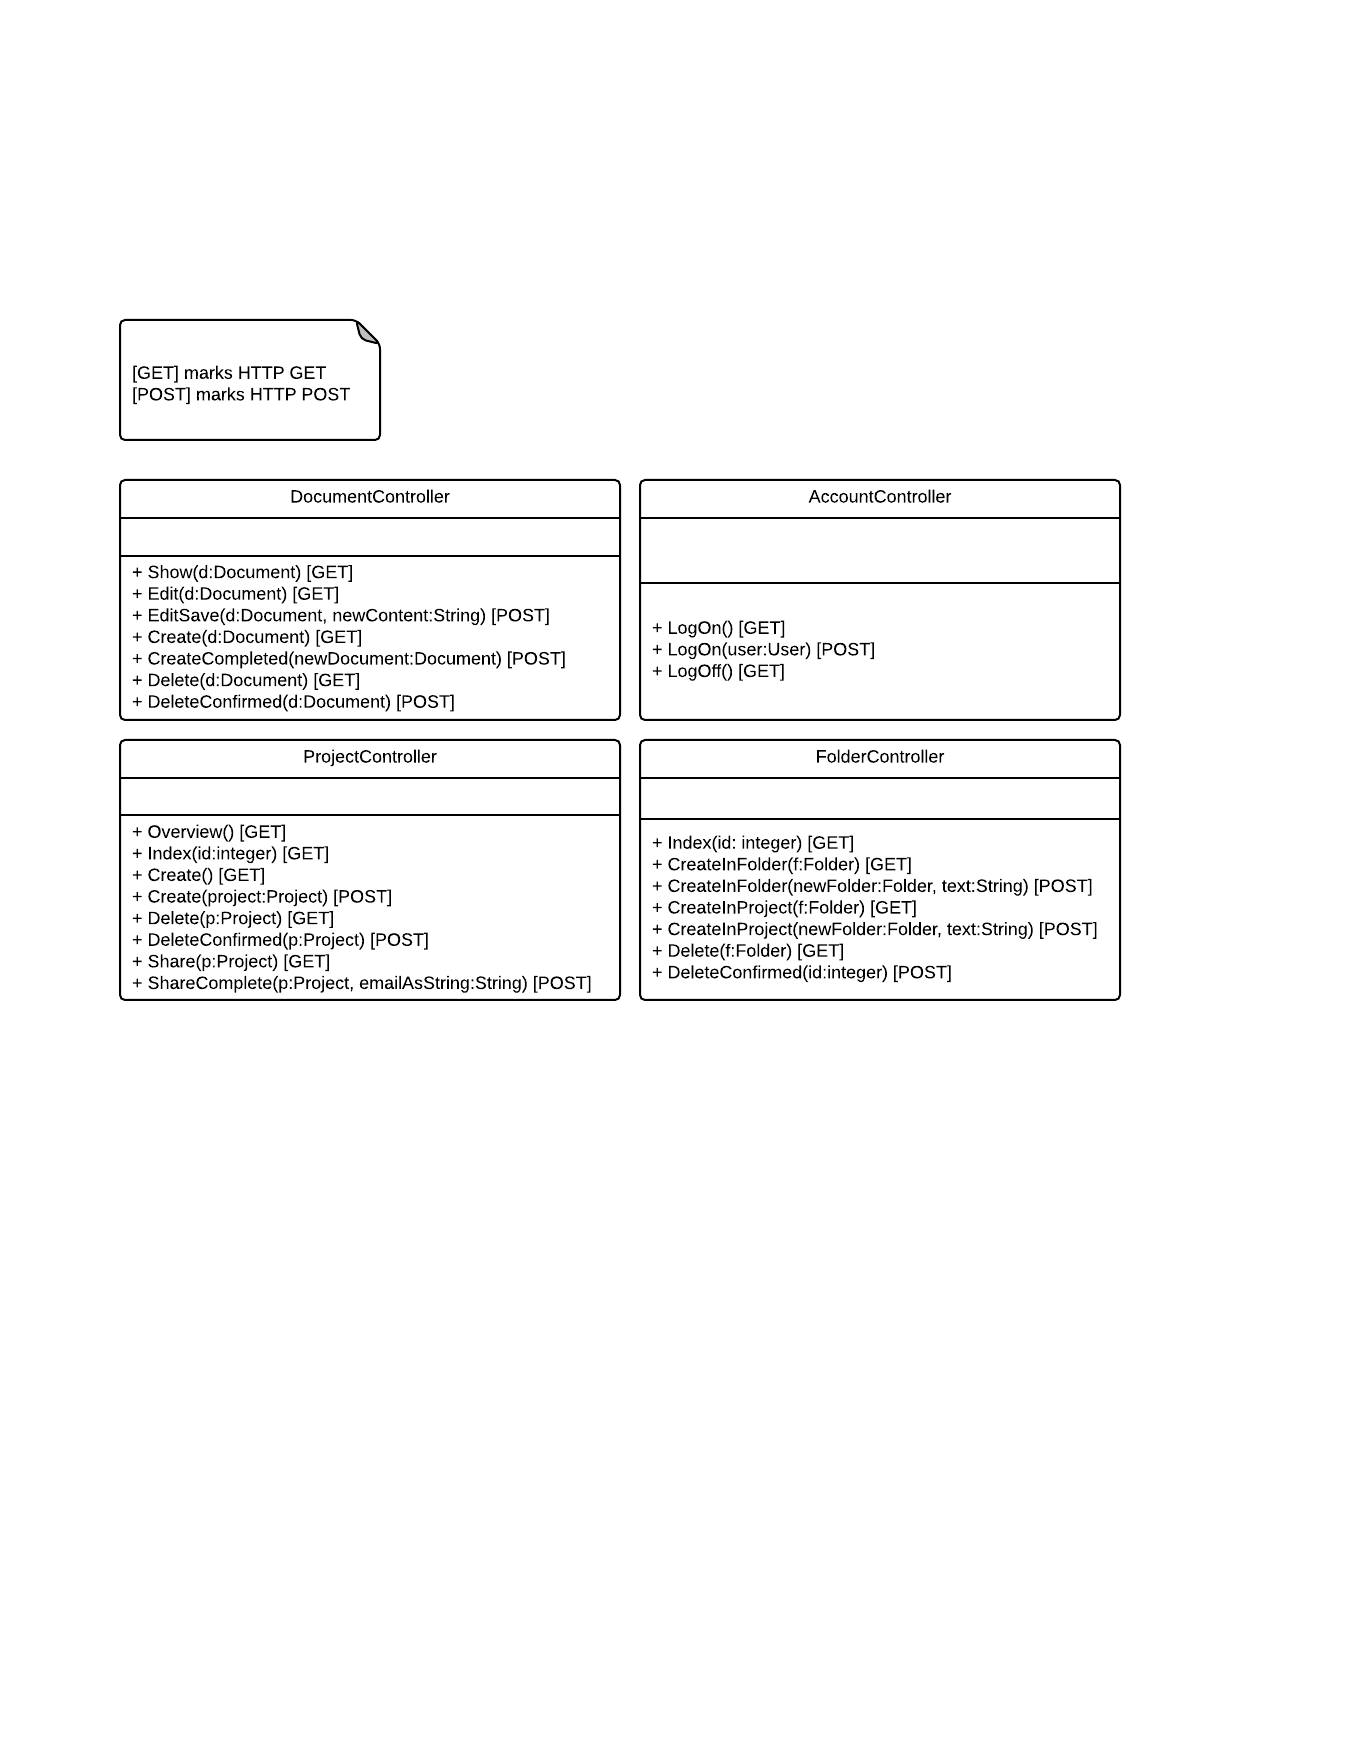 [GET] marks HTTP GET
[POST] marks HTTP POST
DocumentController
+ Show(d:Document) [GET]
+ Edit(d:Document) [GET]
+ EditSave(d:Document, newContent:String) [POST]
+ Create(d:Document) [GET]
+ CreateCompleted(newDocument:Document) [POST]
+ Delete(d:Document) [GET]
+ DeleteConfirmed(d:Document) [POST]
AccountController
+ LogOn() [GET]
+ LogOn(user:User) [POST]
+ LogOff() [GET]
ProjectController
+ Overview() [GET]
+ Index(id:integer) [GET]
+ Create() [GET]
+ Create(project:Project) [POST]
+ Delete(p:Project) [GET]
+ DeleteConfirmed(p:Project) [POST]
+ Share(p:Project) [GET]
+ ShareComplete(p:Project, emailAsString:String) [POST]
FolderController
+ Index(id: integer) [GET]
+ CreateInFolder(f:Folder) [GET]
+ CreateInFolder(newFolder:Folder, text:String) [POST]
+ CreateInProject(f:Folder) [GET]
+ CreateInProject(newFolder:Folder, text:String) [POST]
+ Delete(f:Folder) [GET]
+ DeleteConfirmed(id:integer) [POST]